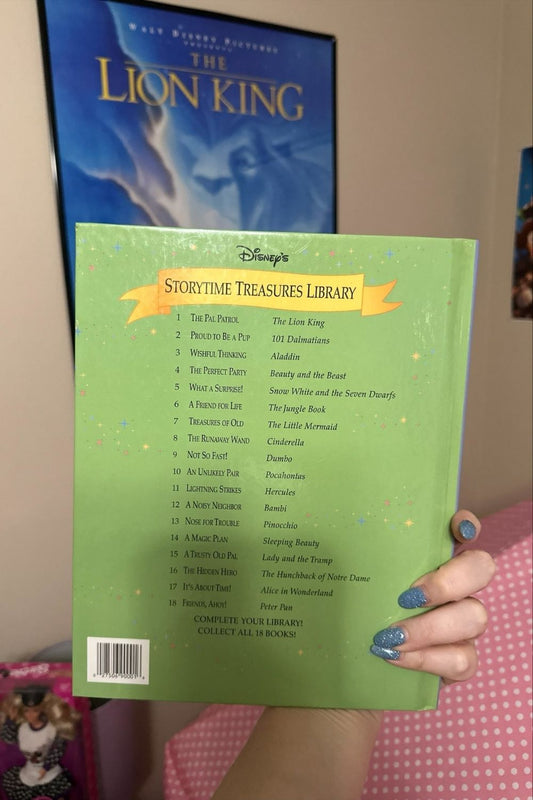 WALT DISNEY PICTURES
PRESENTS
THE
LION KING
DISNEY'S
STORYTIME TREASURES LIBRARY
1 THE PAL PATROL The Lion King
2 PROUD TO BE A PUP 101 Dalmatians
3 WISHFUL THINKING Aladdin
4 THE PERFECT PARTY Beauty and the Beast
5 WHAT A SURPRISE! Snow White and the Seven Dwarfs
6 A FRIEND FOR LIFE The Jungle Book
7 TREASURES OF OLD The Little Mermaid
8 THE RUNAWAY WAND Cinderella
9 NOT SO FAST! Dumbo
10 AN UNLIKELY PAIR Pocahontas
11 LIGHTNING STRIKES Hercules
12 A NOISY NEIGHBOR Bambi
13 NOSE FOR TROUBLE Pinocchio
14 A MAGIC PLAN Sleeping Beauty
15 A TRUSTY OLD PAL Lady and the Tramp
16 THE HIDDEN HERO The Hunchback of Notre Dame
17 IT'S ABOUT TIME! Alice in Wonderland
18 FRIENDS, AHOY! Peter Pan
COMPLETE YOUR LIBRARY!
COLLECT ALL 18 BOOKS!